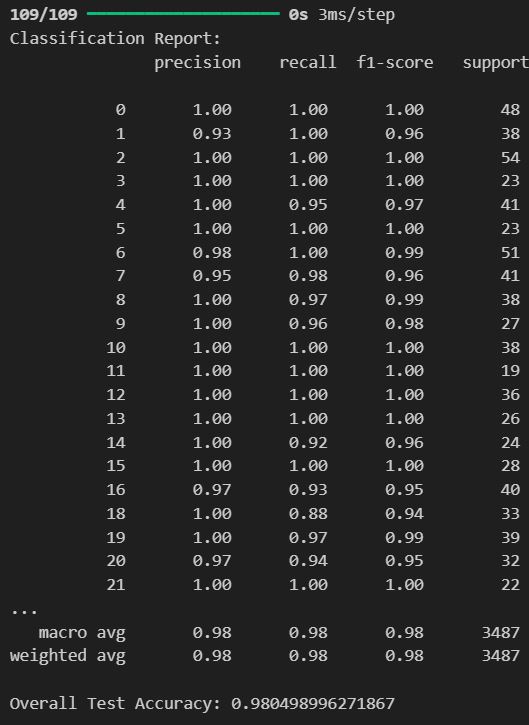 109/109 ━━━━━━━━━━━━━━━━━━━━ 0s 3ms/step
Classification Report:
              precision    recall  f1-score   support

           0       1.00      1.00      1.00        48
           1       0.93      1.00      0.96        38
           2       1.00      1.00      1.00        54
           3       1.00      1.00      1.00        23
           4       1.00      0.95      0.97        41
           5       1.00      1.00      1.00        23
           6       0.98      1.00      0.99        51
           7       0.95      0.98      0.96        41
           8       1.00      0.97      0.99        38
           9       1.00      0.96      0.98        27
          10       1.00      1.00      1.00        38
          11       1.00      1.00      1.00        19
          12       1.00      1.00      1.00        36
          13       1.00      1.00      1.00        26
          14       1.00      0.92      0.96        24
          15       1.00      1.00      1.00        28
          16       0.97      0.93      0.95        40
          18       1.00      0.88      0.94        33
          19       1.00      0.97      0.99        39
          20       0.97      0.94      0.95        32
          21       1.00      1.00      1.00        22
...
   macro avg       0.98      0.98      0.98      3487
weighted avg       0.98      0.98      0.98      3487

Overall Test Accuracy: 0.980498996271867